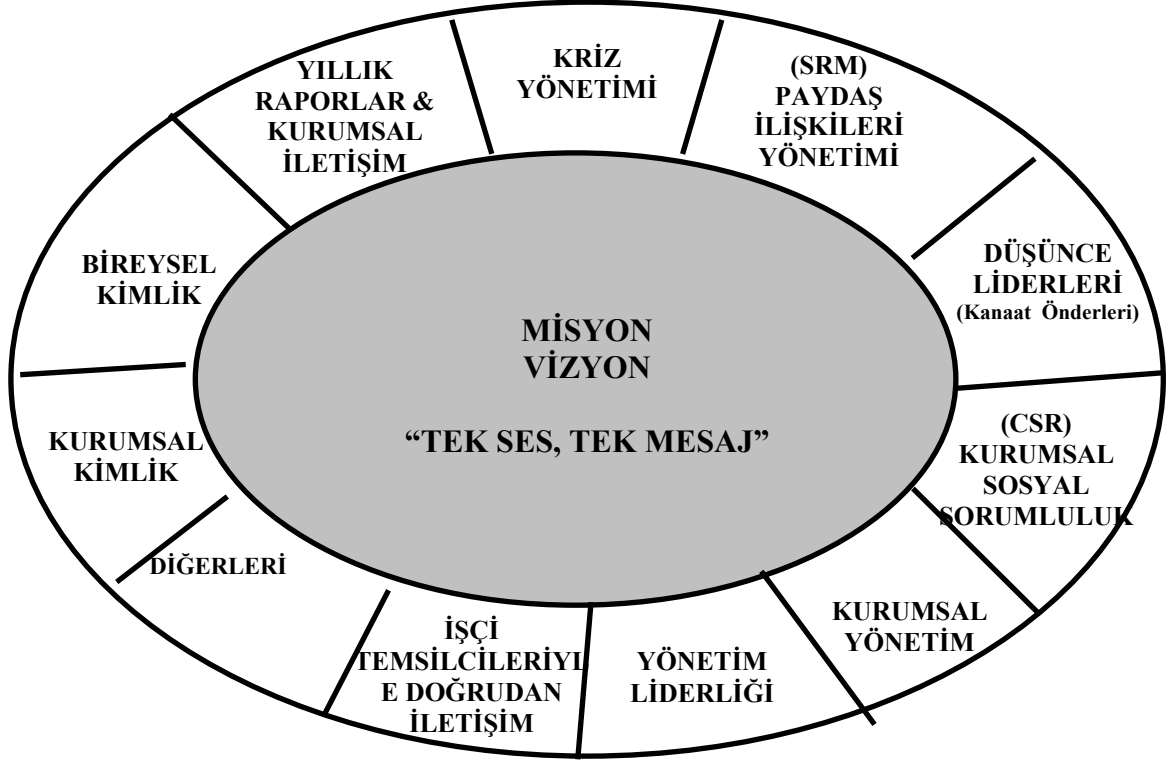 KRİZ
YÖNETİMİ
(SRM)
PAYDAŞ
İLİŞKİLERİ
YÖNETİMİ
DÜŞÜNCE
LİDERLERİ
(Kanaat Önderleri)
(CSR)
KURUMSAL
SOSYAL
SORUMLULUK
KURUMSAL
YÖNETİM
YÖNETİM
LİDERLİĞİ
İŞÇİ
TEMSİLCİLERİYL
E DOĞRUDAN
İLETİŞİM
DİĞERLERİ
KURUMSAL
KİMLİK
BİREYSEL
KİMLİK
YILLIK
RAPORLAR &
KURUMSAL
İLETİŞİM
MİSYON
VİZYON
“TEK SES, TEK MESAJ”